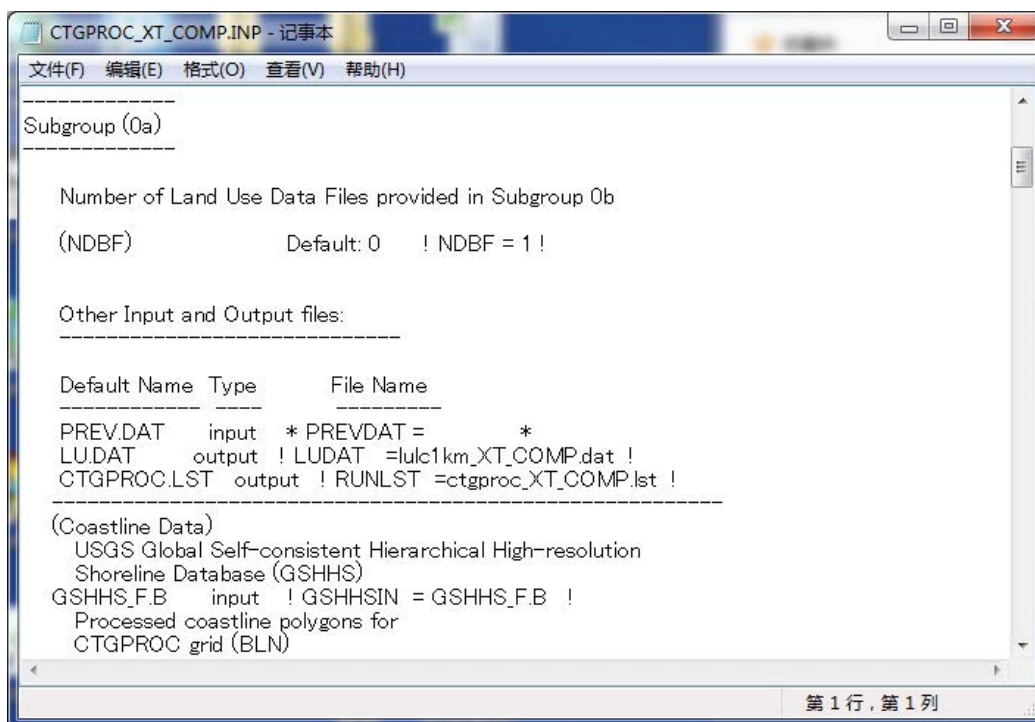 CTGPROC_XT_COMP.INP - 记事本
文件(F) 编辑(E) 格式(O) 查看(V) 帮助(H)
-------------
Subgroup (0a)
-------------
Number of Land Use Data Files provided in Subgroup 0b
(NDBF) Default: 0 ! NDBF = 1 !
Other Input and Output files:
-----------------------------
Default Name Type File Name
------------ ---- ---------
PREV.DAT input * PREVDAT = *
LU.DAT output ! LUDAT =lulc1km_XT_COMP.dat !
CTGPROC.LST output ! RUNLST =ctgproc_XT_COMP.lst !
---------------------------------------------------------
(Coastline Data)
USGS Global Self-consistent Hierarchical High-resolution
Shoreline Database (GSHHS)
GSHHS_F.B input ! GSHHSIN = GSHHS_F.B !
Processed coastline polygons for
CTGPROC grid (BLN)
第 1 行，第 1 列